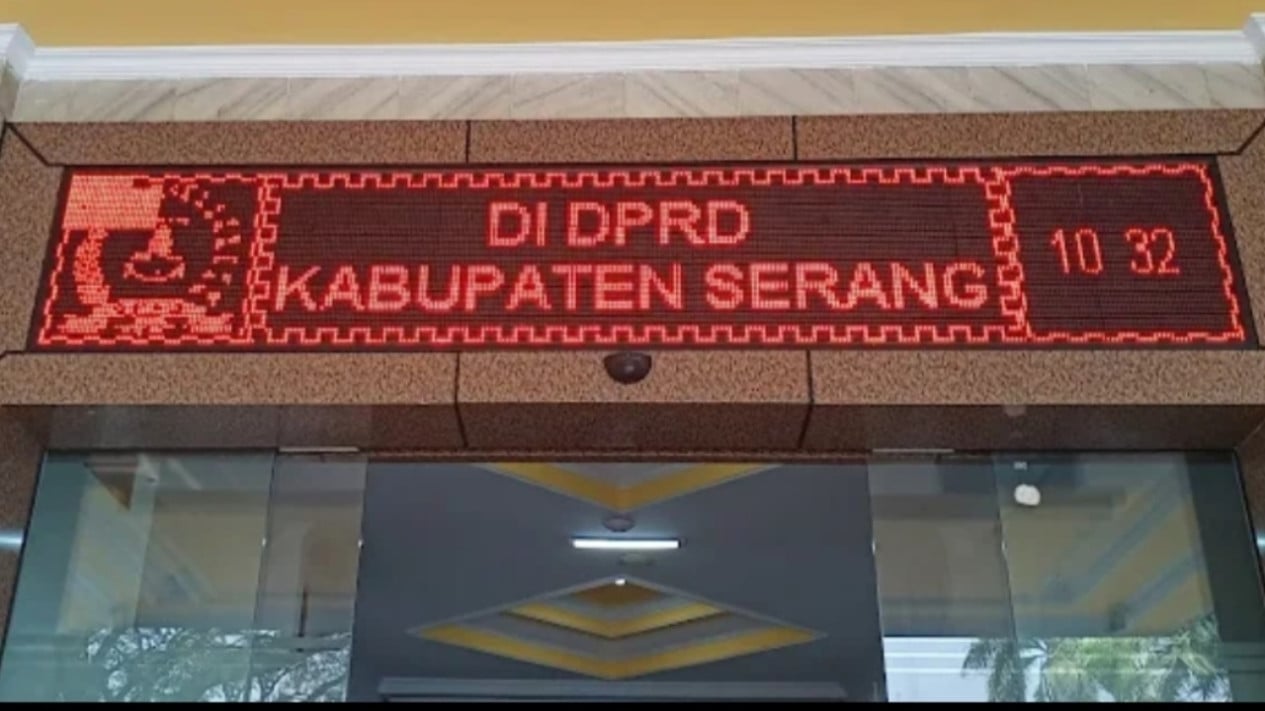 DI DPRD
KABUPATEN SERANG
10 32